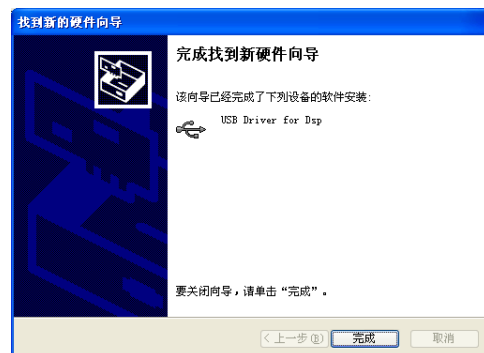 找到新的硬件向导
完成找到新硬件向导
该向导已经完成了下列设备的软件安装:
USB Driver for Dsp
要关闭向导，请单击“完成”。
<上一步(B) 完成 取消